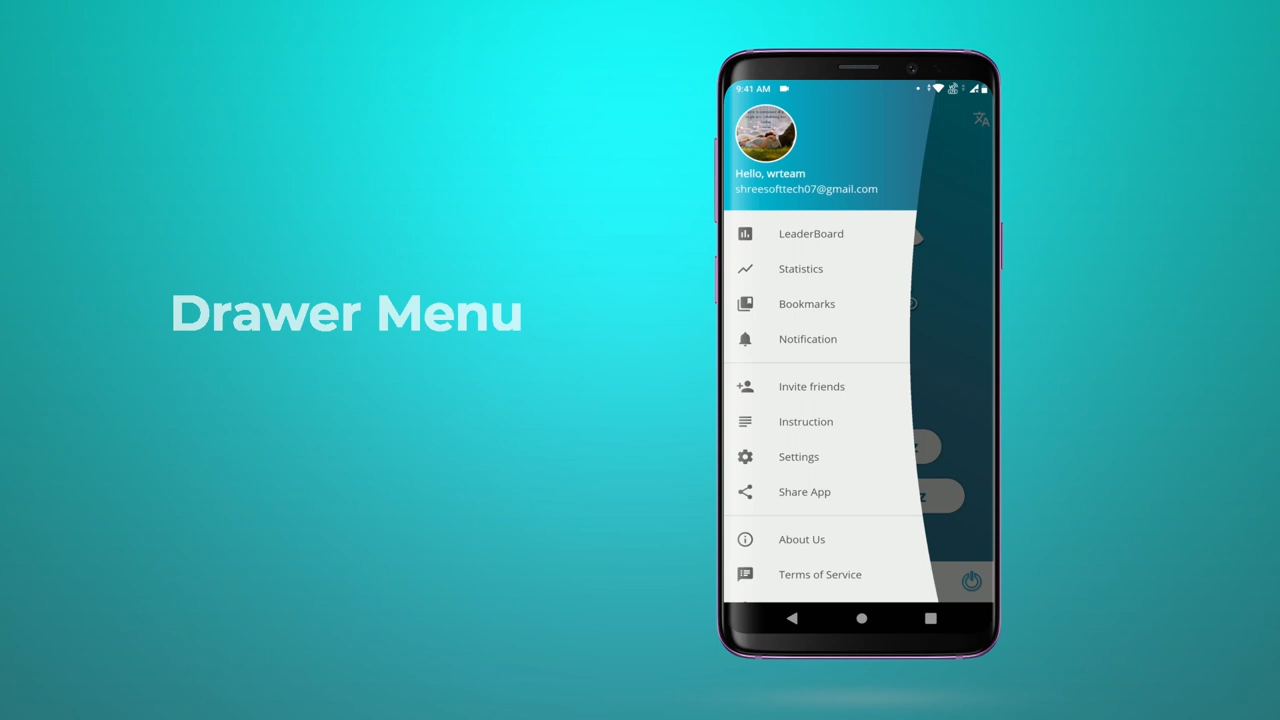 Drawer Menu
9:41 AM
Hello, wrteam
shreesofttech07@gmail.com
LeaderBoard
Statistics
Bookmarks
Notification
Invite friends
Instruction
Settings
Share App
About Us
Terms of Service